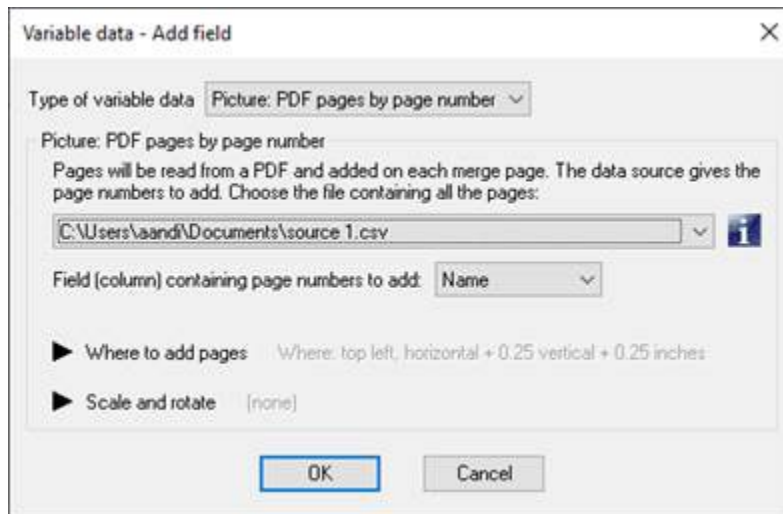 Variable data - Add field
Type of variable data Picture: PDF pages by page number
Picture: PDF pages by page number
Pages will be read from a PDF and added on each merge page. The data source gives the
page numbers to add. Choose the file containing all the pages:
C:\Users\aandi\Documents\source 1.csv
Field (column) containing page numbers to add: Name
Where to add pages Where: top left, horizontal + 0.25 vertical + 0.25 inches
Scale and rotate (none)
OK Cancel